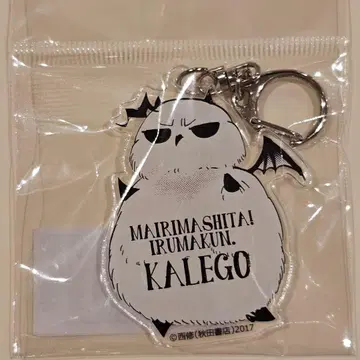 MAIRIMASHITA!
IRUMAKUN.
KALEGO
©西修(秋田書店)2017